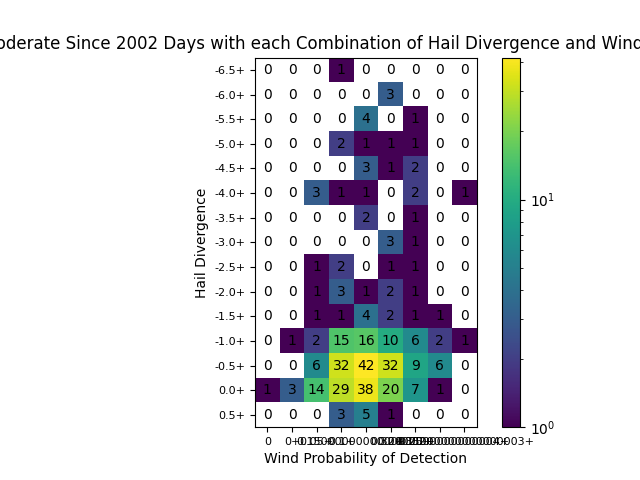 oderate Since 2002 Days with each Combination of Hail Divergence and Wind
-6.5+ 0 0 0 1 0 0 0 0 0
-6.0+ 0 0 0 0 0 3 0 0 0
-5.5+ 0 0 0 0 4 0 1 0 0
-5.0+ 0 0 0 2 1 1 1 0 0
-4.5+ 0 0 0 0 3 1 2 0 0
-4.0+ 0 0 3 1 1 0 2 0 1
-3.5+ 0 0 0 0 2 0 1 0 0
-3.0+ 0 0 0 0 0 3 1 0 0
-2.5+ 0 0 1 2 0 1 1 0 0
-2.0+ 0 0 1 3 1 2 1 0 0
-1.5+ 0 0 1 1 4 2 1 1 0
-1.0+ 0 1 2 15 16 10 6 2 1
-0.5+ 0 0 6 32 42 32 9 6 0
0.0+ 1 3 14 29 38 20 7 1 0
0.5+ 0 0 0 3 5 1 0 0 0
0
Wind Probability of Detection
Hail Divergence
10¹
10⁰